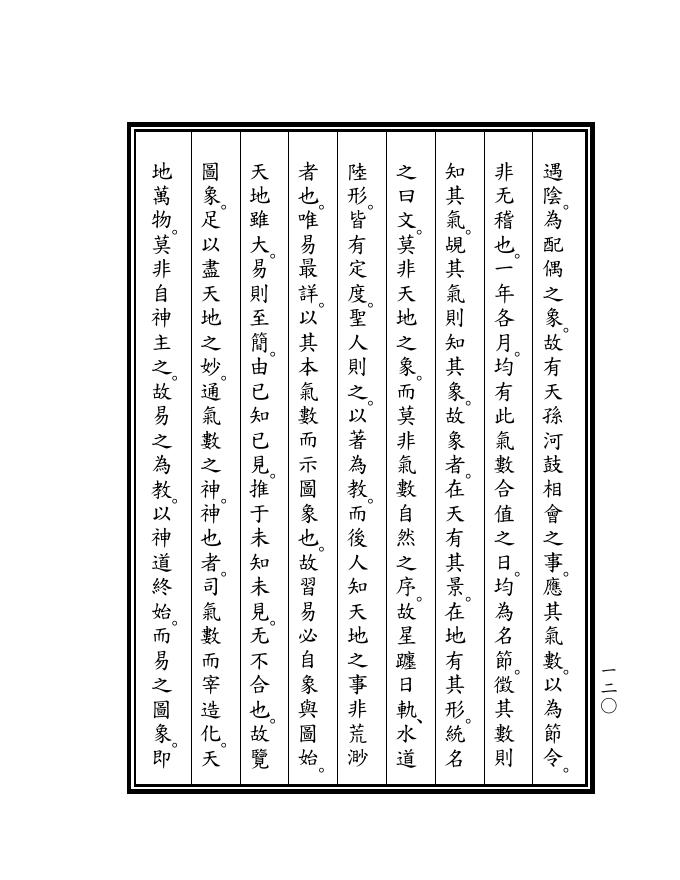 遇陰。為配偶之象。故有天孫河鼓相會之事。應其氣數。以為節令。
非无稽也。一年各月。均有此氣數合值之日。均為名節。徵其數則
知其氣。覘其氣則知其象。故象者。在天有其景。在地有其形。統名
之曰文。莫非天地之象。而莫非氣數自然之序。故星躔日軌、水道
陸形。皆有定度。聖人則之。以著為教。而後人知天地之事非荒渺
者也。唯易最詳。以其本氣數而示圖象也。故習易必自象與圖始。
天地雖大。易則至簡。由已知已見。推于未知未見。无不合也。故覽
圖象。足以盡天地之妙。通氣數之神。神也者。司氣數而宰造化。天
地萬物。莫非自神主之。故易之為教。以神道終始。而易之圖象。即
一二〇